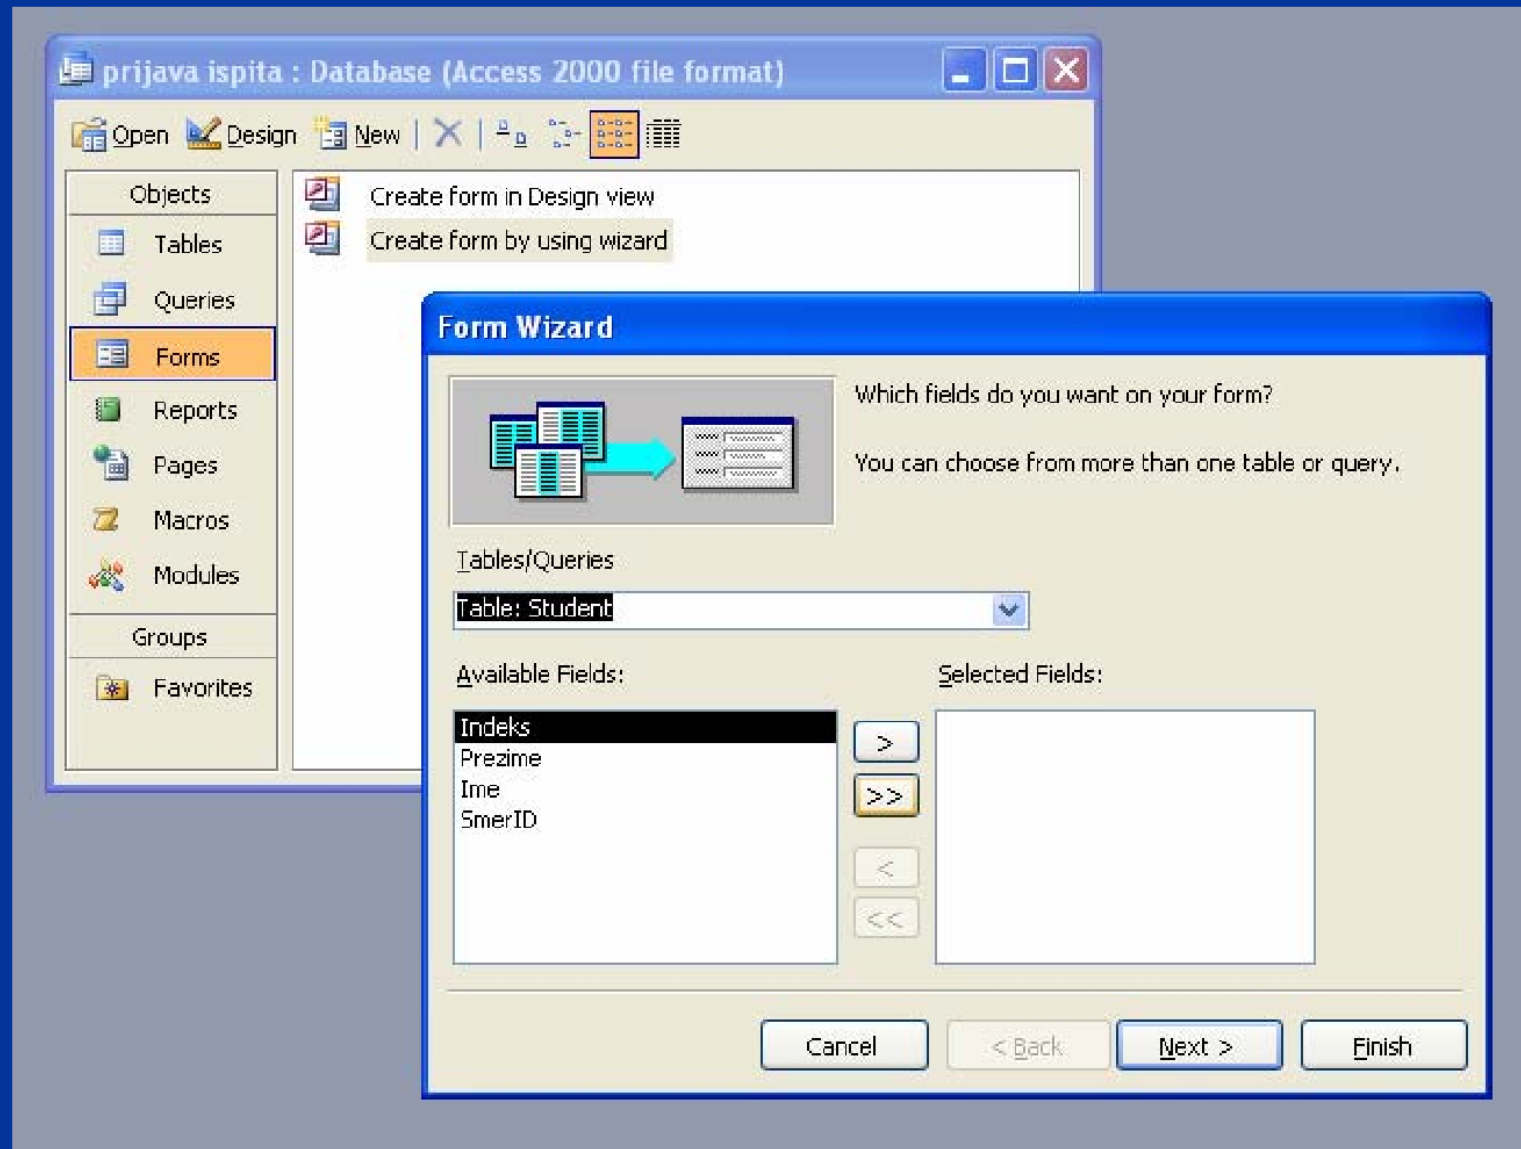 prijava ispita : Database (Access 2000 file format)
Open Design New
Objects
Tables
Queries
Forms
Reports
Pages
Macros
Modules
Groups
Favorites
Create form in Design view
Create form by using wizard
Form Wizard
Which fields do you want on your form?
You can choose from more than one table or query.
Tables/Queries
Table: Student
Available Fields:
Indeks
Prezime
Ime
SmerID
>
>>
<
<<
Selected Fields:
Cancel < Back Next > Finish